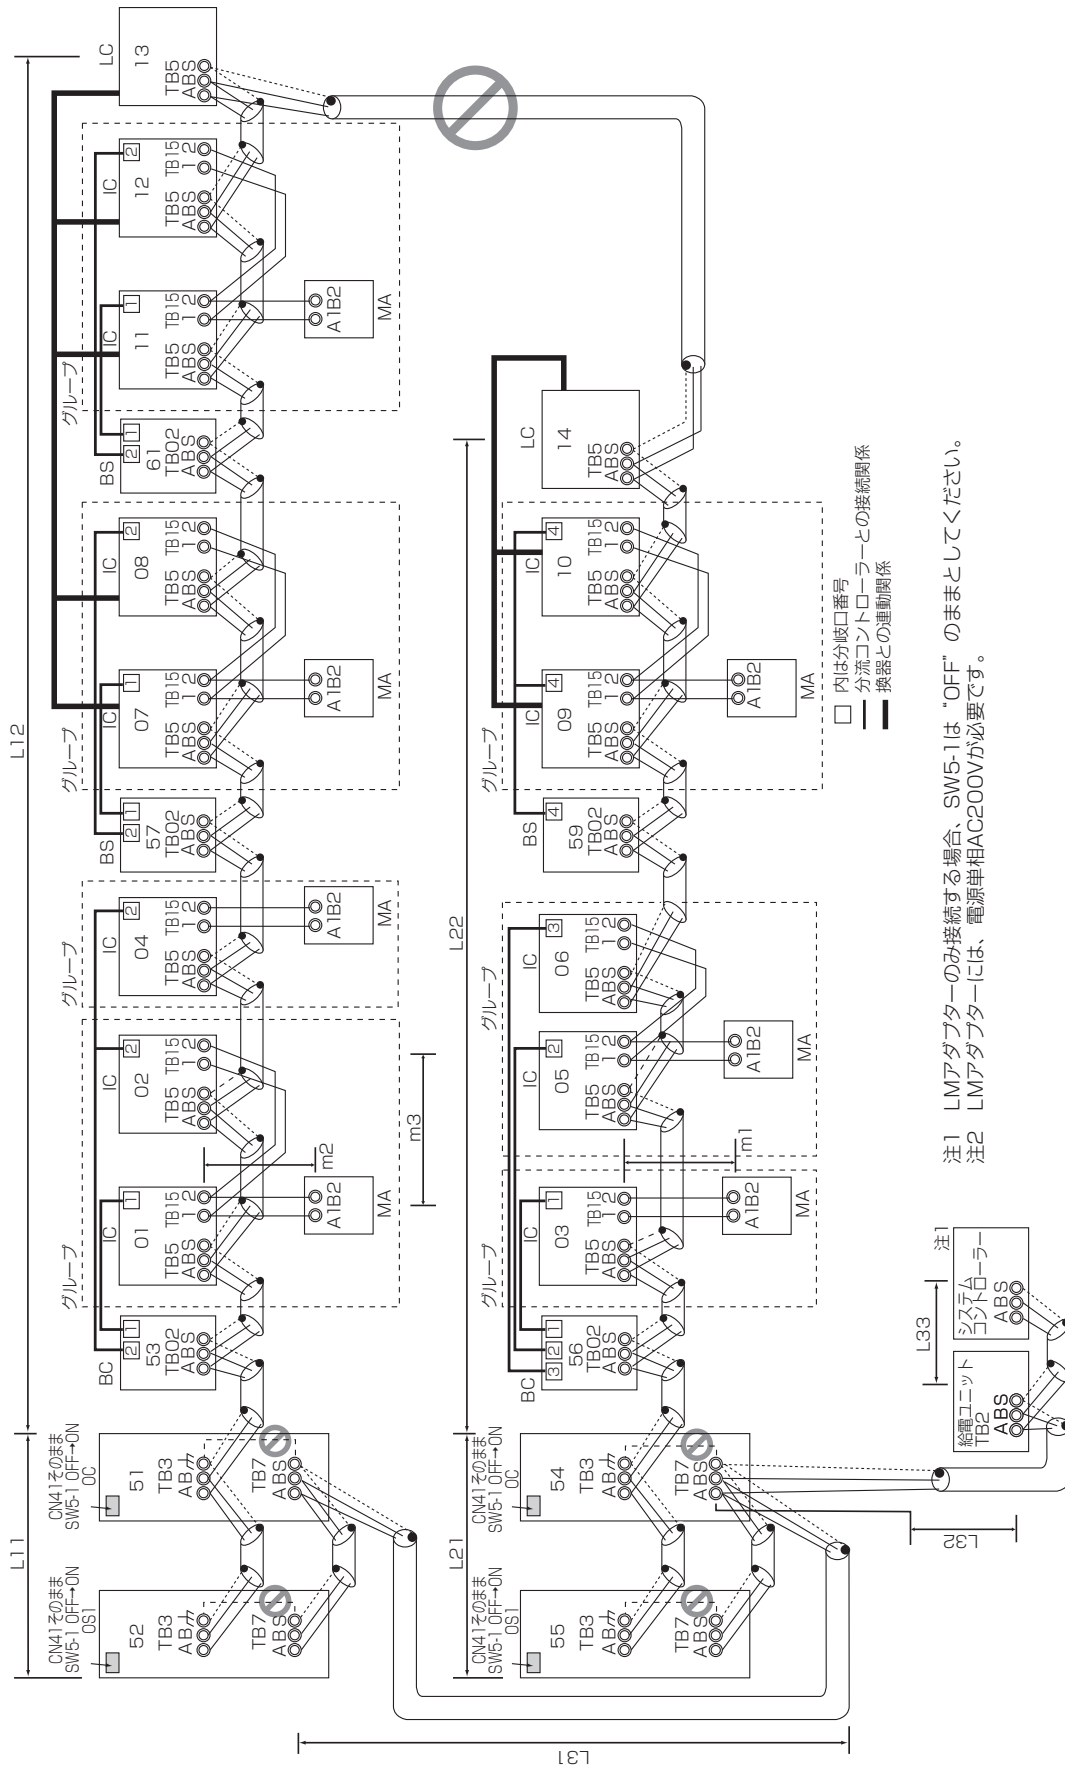 L11
L12
CN41そのまま
SW5-1 OFF→ON
OS1
52
TB3
AB
TB7
ABS
CN41そのまま
SW5-1 OFF→ON
OC
51
TB3
AB
TB7
ABS
BC
2 1
53
TB02
ABS
グループ
IC
1
01
TB5
ABS
TB15
1 2
A1B2
MA
m2
m3
IC
2
02
TB5
ABS
TB15
1 2
グループ
IC
2
04
TB5
ABS
TB15
1 2
A1B2
MA
BS
2 1
57
TB02
ABS
グループ
IC
1
07
TB5
ABS
TB15
1 2
A1B2
MA
IC
2
08
TB5
ABS
TB15
1 2
BS
2 1
61
TB02
ABS
グループ
IC
1
11
TB5
ABS
TB15
1 2
A1B2
MA
IC
2
12
TB5
ABS
TB15
1 2
LC
13
TB5
ABS
L31
L21
L22
CN41そのまま
SW5-1 OFF→ON
OS1
55
TB3
AB
TB7
ABS
CN41そのまま
SW5-1 OFF→ON
OC
54
TB3
AB
TB7
ABS
BC
3 2 1
56
TB02
ABS
グループ
IC
1
03
TB5
ABS
TB15
1 2
A1B2
MA
m1
グループ
IC
2
05
TB5
ABS
TB15
1 2
A1B2
MA
IC
3
06
TB5
ABS
TB15
1 2
BS
4
59
TB02
ABS
グループ
IC
4
09
TB5
ABS
TB15
1 2
A1B2
MA
IC
4
10
TB5
ABS
TB15
1 2
LC
14
TB5
ABS
L32
L33
給電ユニット
TB2
ABS
注1
システム
コントローラー
ABS
□ 内は分岐口番号
分流コントローラーとの接続関係
換器との連動関係
注1 LMアダプターのみ接続する場合、SW5-1は“OFF”のままとしてください。
注2 LMアダプターには、電源単相AC200Vが必要です。